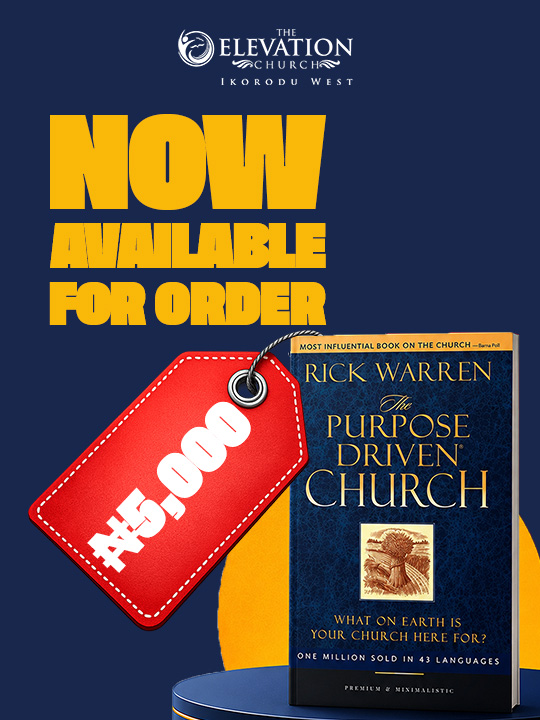 THE
ELEVATION
CHURCH
IKORODU WEST
NOW
AVAILABLE
FOR ORDER
₦5,000
MOST INFLUENTIAL BOOK ON THE CHURCH —Barna Poll
RICK WARREN
The
PURPOSE
DRIVEN®
CHURCH
WHAT ON EARTH IS
YOUR CHURCH HERE FOR?
ONE MILLION SOLD IN 43 LANGUAGES
PREMIUM & MINIMALISTIC